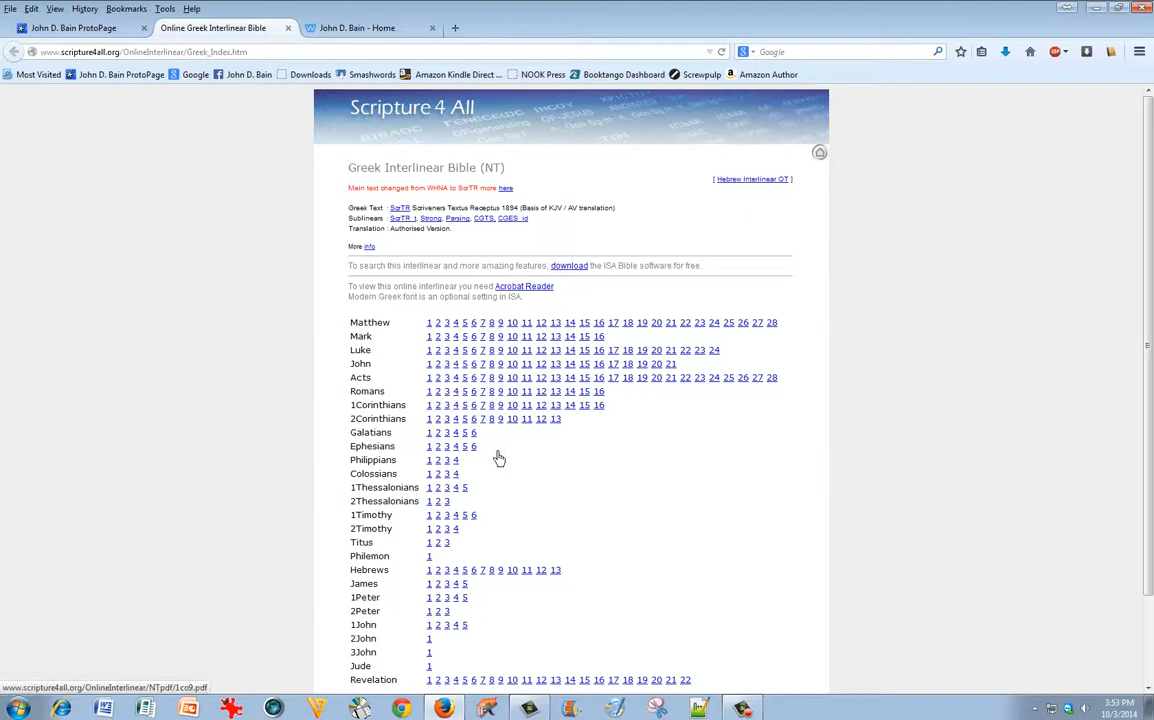 File Edit View History Bookmarks Tools Help
John D. Bain ProtoPage × Online Greek Interlinear Bible × John D. Bain - Home × +
www.scripture4all.org/OnlineInterlinear/Greek_Index.htm Google
Most Visited John D. Bain ProtoPage Google John D. Bain Downloads Smashwords Amazon Kindle Direct ... NOOK Press Booktango Dashboard Screwpulp Amazon Author
Scripture 4 All
Greek Interlinear Bible (NT)
[ Hebrew Interlinear OT ]
Main text changed from WHNA to ScrTR more here
Greek Text : ScrTR Scriveners Textus Receptus 1894 (Basis of KJV / AV translation)
Sublinears : ScrTR_t, Strong, Parsing, CGTS, CGES_id
Translation : Authorised Version.
More info
To search this interlinear and more amazing features, download the ISA Bible software for free.
To view this online interlinear you need Acrobat Reader
Modern Greek font is an optional setting in ISA.
Matthew 1 2 3 4 5 6 7 8 9 10 11 12 13 14 15 16 17 18 19 20 21 22 23 24 25 26 27 28
Mark 1 2 3 4 5 6 7 8 9 10 11 12 13 14 15 16
Luke 1 2 3 4 5 6 7 8 9 10 11 12 13 14 15 16 17 18 19 20 21 22 23 24
John 1 2 3 4 5 6 7 8 9 10 11 12 13 14 15 16 17 18 19 20 21
Acts 1 2 3 4 5 6 7 8 9 10 11 12 13 14 15 16 17 18 19 20 21 22 23 24 25 26 27 28
Romans 1 2 3 4 5 6 7 8 9 10 11 12 13 14 15 16
1Corinthians 1 2 3 4 5 6 7 8 9 10 11 12 13 14 15 16
2Corinthians 1 2 3 4 5 6 7 8 9 10 11 12 13
Galatians 1 2 3 4 5 6
Ephesians 1 2 3 4 5 6
Philippians 1 2 3 4
Colossians 1 2 3 4
1Thessalonians 1 2 3 4 5
2Thessalonians 1 2 3
1Timothy 1 2 3 4 5 6
2Timothy 1 2 3 4
Titus 1 2 3
Philemon 1
Hebrews 1 2 3 4 5 6 7 8 9 10 11 12 13
James 1 2 3 4 5
1Peter 1 2 3 4 5
2Peter 1 2 3
1John 1 2 3 4 5
2John 1
3John 1
Jude 1
Revelation 1 2 3 4 5 6 7 8 9 10 11 12 13 14 15 16 17 18 19 20 21 22
www.scripture4all.org/OnlineInterlinear/NTpdf/1co9.pdf
3:53 PM
10/3/2014